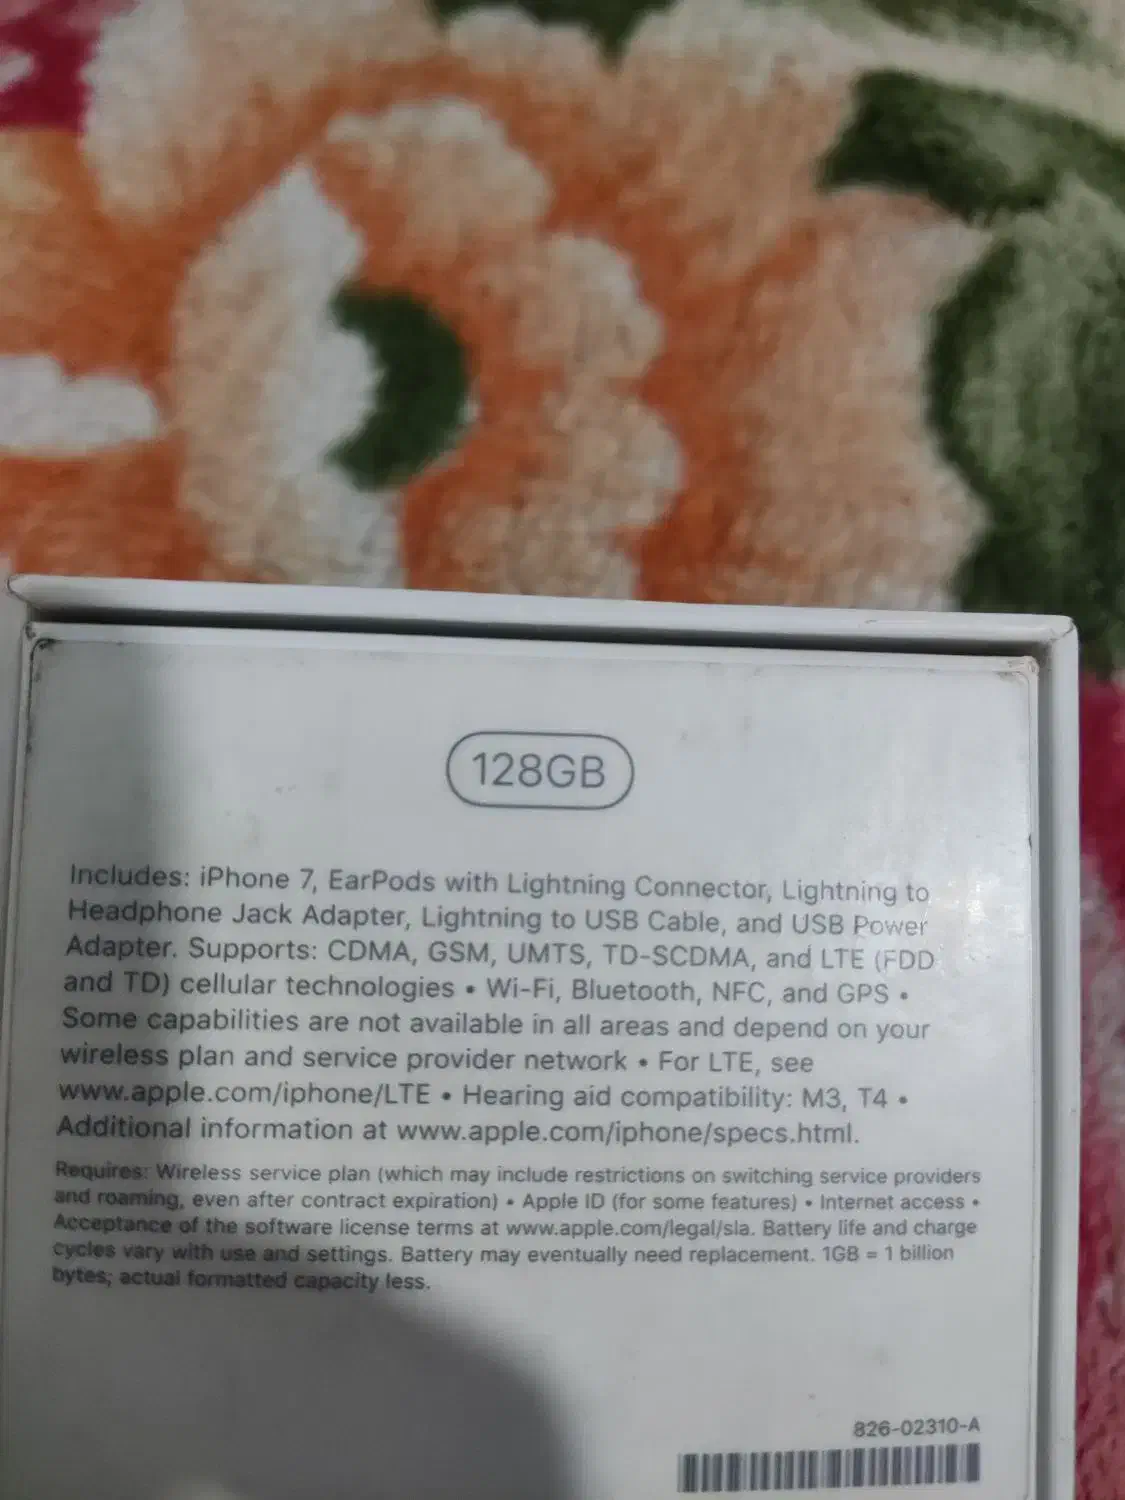 128GB
Includes: iPhone 7, EarPods with Lightning Connector, Lightning to
Headphone Jack Adapter, Lightning to USB Cable, and USB Power
Adapter. Supports: CDMA, GSM, UMTS, TD-SCDMA, and LTE (FDD
and TD) cellular technologies • Wi-Fi, Bluetooth, NFC, and GPS •
Some capabilities are not available in all areas and depend on your
wireless plan and service provider network • For LTE, see
www.apple.com/iphone/LTE • Hearing aid compatibility: M3, T4 •
Additional information at www.apple.com/iphone/specs.html.
Requires: Wireless service plan (which may include restrictions on switching service providers
and roaming, even after contract expiration) • Apple ID (for some features) • Internet access •
Acceptance of the software license terms at www.apple.com/legal/sla. Battery life and charge
cycles vary with use and settings. Battery may eventually need replacement. 1GB = 1 billion
bytes; actual formatted capacity less.
826-02310-A